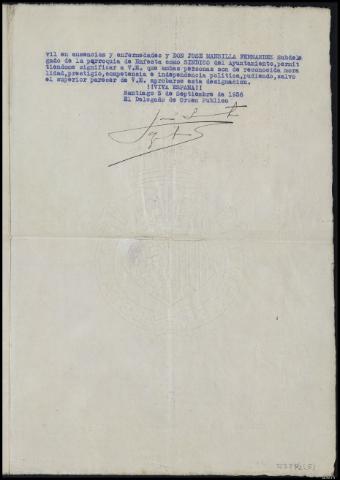 vil en ausencias y enfermedades y DON JOSE MANSILLA FERNANDEZ Subdele
gado de la parroquia de Enfesta como SINDICO del Ayuntamiento,permit
tiendome significar a V.E. que ambas personas son de reconocida mora
lidad,prestigio,competencia e independencia politica,pudiendo,salvo
el superior parecer de V.E. aprobarse esta designacion.
!!VIVA ESPAÑA!!
Santiago 5 de Septiembre de 1936
El Delegado de Orden Publico